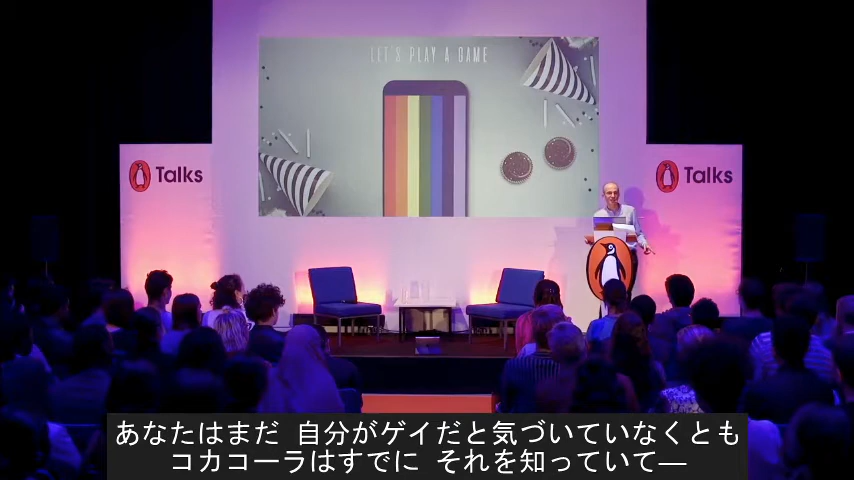 LET'S PLAY A GAME
Talks
Talks
あなたはまだ 自分がゲイだと気づいていなくとも
コカコーラはすでに それを知っていて―